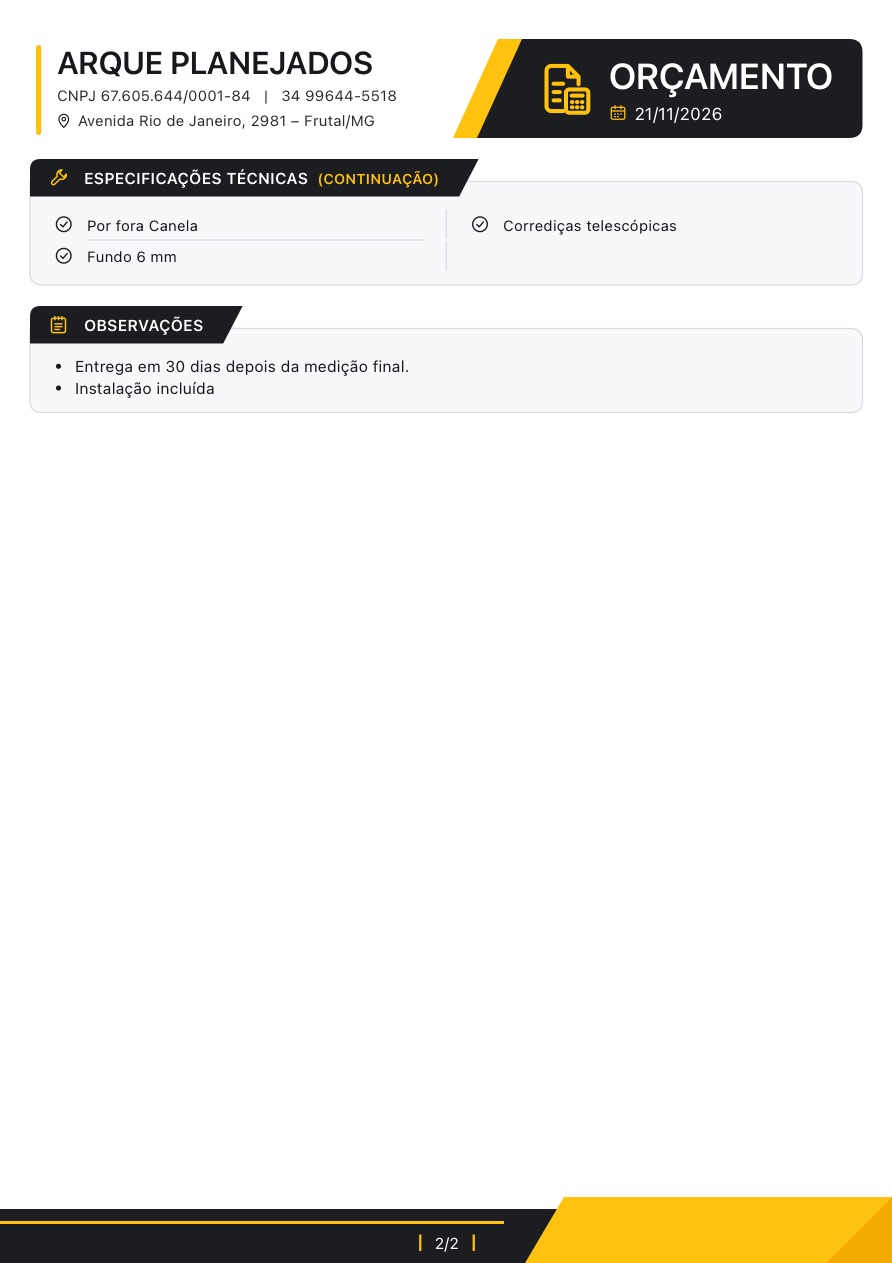 ARQUE PLANEJADOS
CNPJ 67.605.644/0001-84 | 34 99644-5518
Avenida Rio de Janeiro, 2981 – Frutal/MG
ORÇAMENTO
21/11/2026
ESPECIFICAÇÕES TÉCNICAS (CONTINUAÇÃO)
Por fora Canela
Fundo 6 mm
Corrediças telescópicas
OBSERVAÇÕES
• Entrega em 30 dias depois da medição final.
• Instalação incluída
| 2/2 |